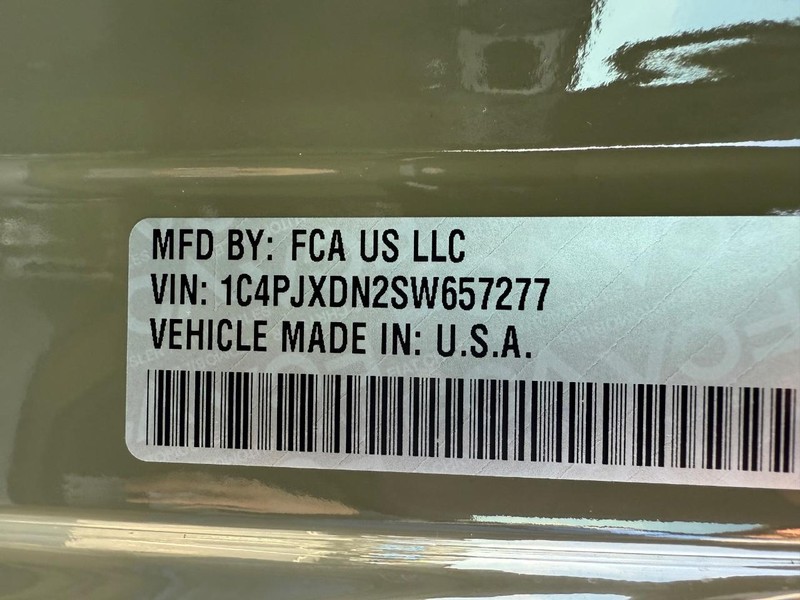 MFD BY: FCA US LLC
VIN: 1C4PJXDN2SW657277
VEHICLE MADE IN: U.S.A.